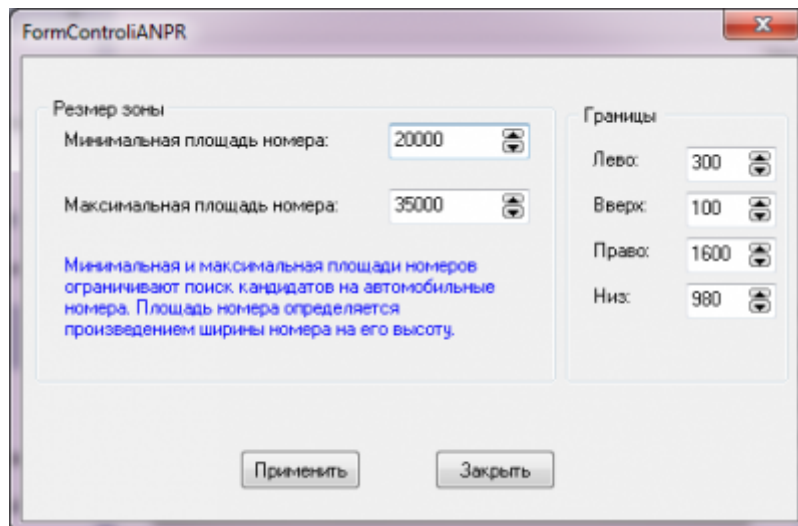 FormControliANPR
Резмер зоны
Минимальная площадь номера: 20000
Максимальная площадь номера: 35000
Минимальная и максимальная площади номеров
ограничивают поиск кандидатов на автомобильные
номера. Площадь номера определяется
произведением ширины номера на его высоту.
Границы
Лево: 300
Вверх: 100
Право: 1600
Низ: 980
Применить Закрыть